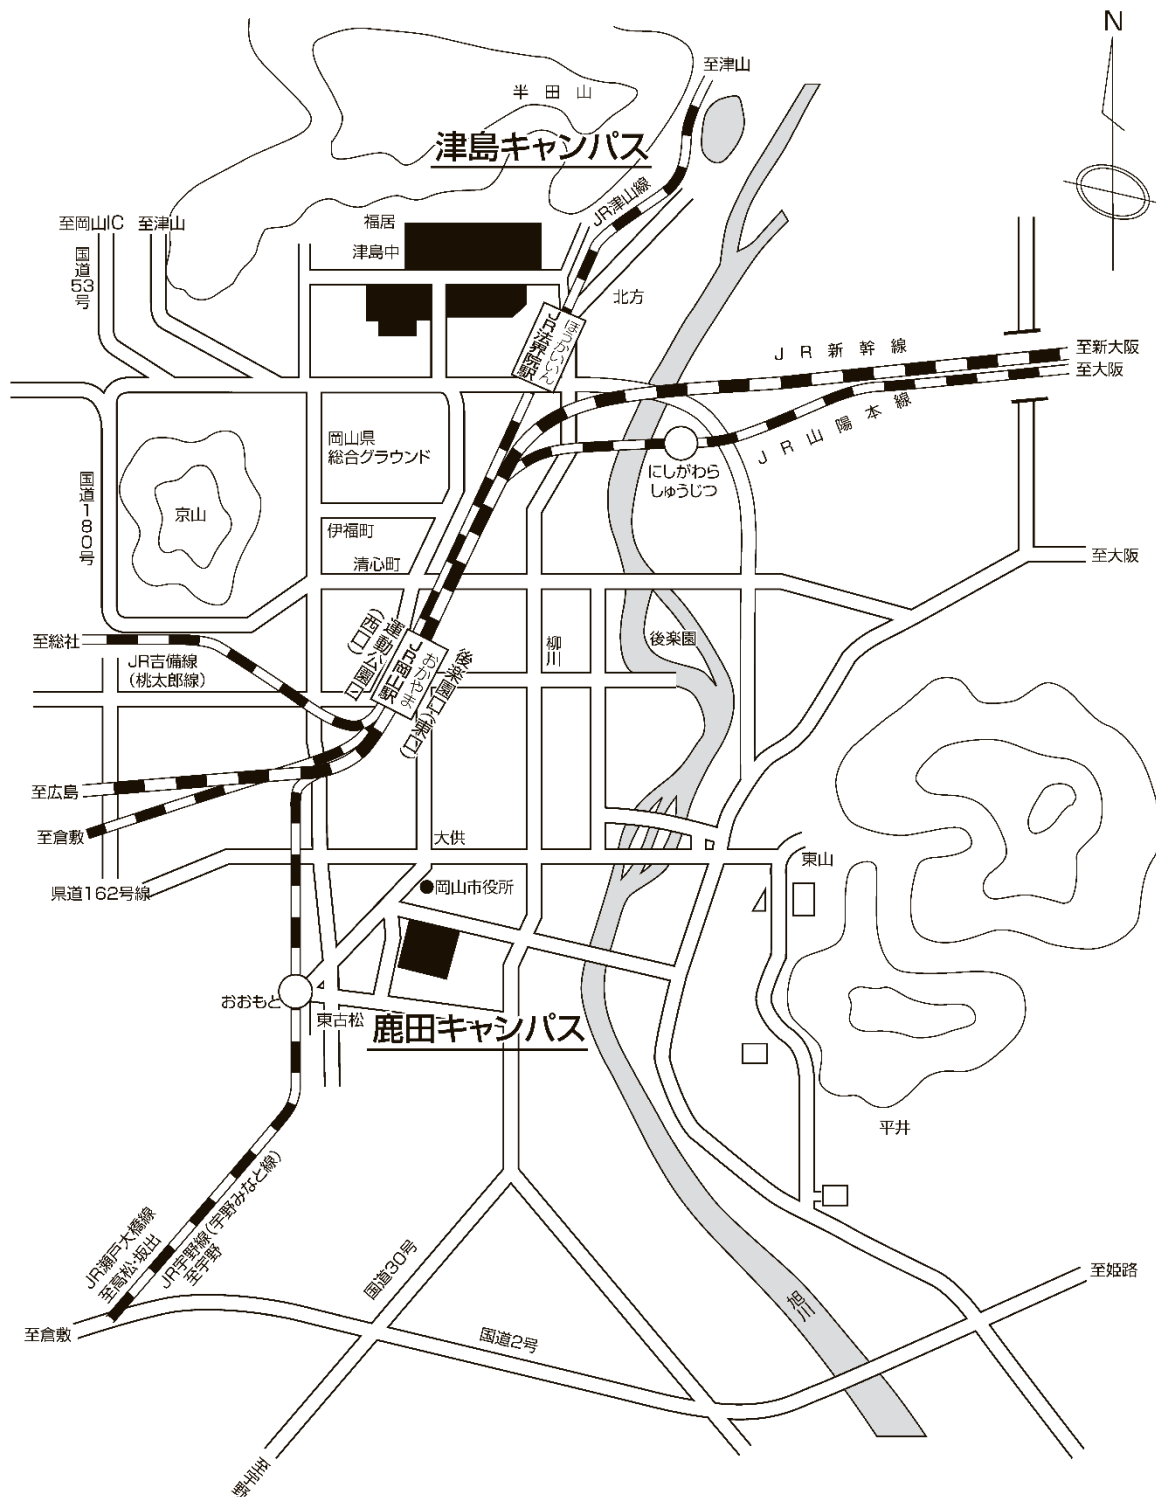 N
至津山
半田山
津島キャンパス
JR津山線
至岡山IC
至津山
福居
津島中
国道53号
北方
ほうかいいん
JR法界院駅
JR新幹線
至新大阪
至大阪
JR山陽本線
岡山県
総合グラウンド
にしがわら
しゅうじつ
国道180号
京山
伊福町
清心町
至大阪
運動公園口
(西口)
至総社
JR吉備線
(桃太郎線)
おかやま
JR岡山駅
後楽園口(東口)
柳川
後楽園
至広島
至倉敷
大供
県道162号線
岡山市役所
東山
おおもと
東古松
鹿田キャンパス
平井
JR瀬戸大橋線
至高松・坂出
JR宇野線(宇野みなと線)
至宇野
国道30号
旭川
至姫路
至倉敷
国道2号
至玉野